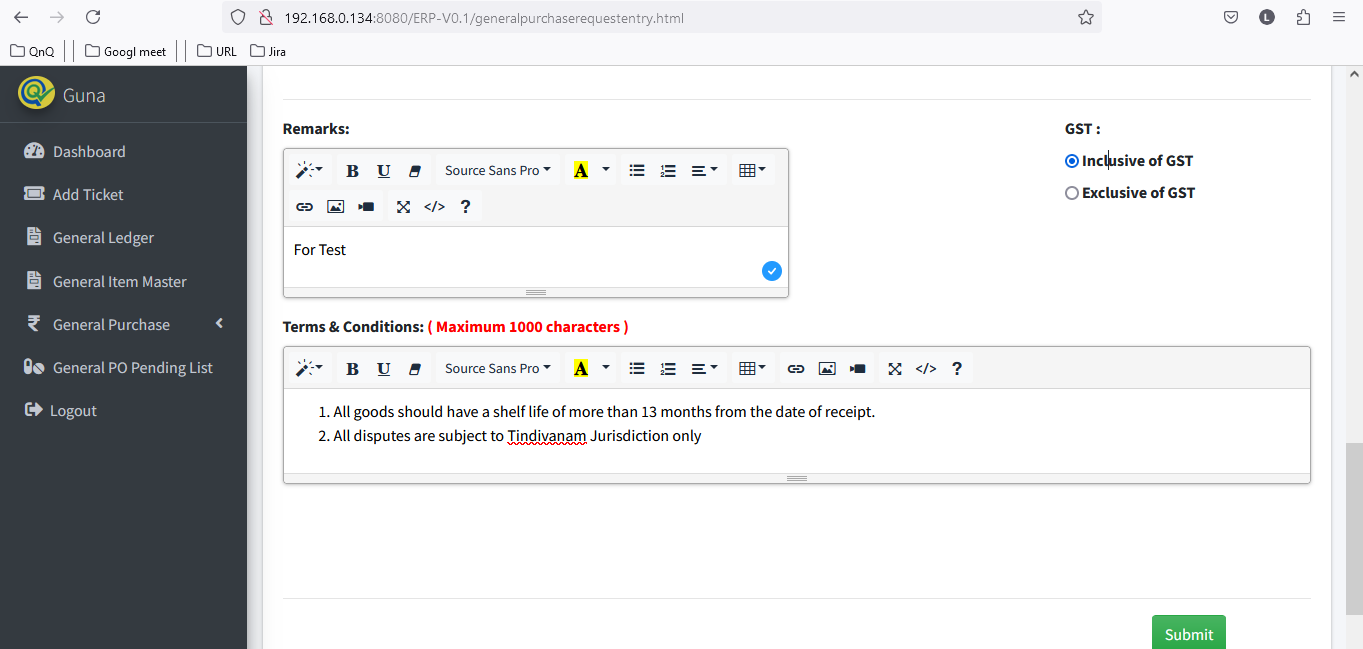 192.168.0.134:8080/ERP-V0.1/generalpurchaserequestentry.html
L
QnQ
Googl meet
URL
Jira
Guna
Dashboard
Add Ticket
General Ledger
General Item Master
General Purchase
General PO Pending List
Logout
Remarks:
B U Source Sans Pro A
</> ?
For Test
GST :
Inclusive of GST
Exclusive of GST
Terms & Conditions: ( Maximum 1000 characters )
B U Source Sans Pro A </> ?
1. All goods should have a shelf life of more than 13 months from the date of receipt.
2. All disputes are subject to Tindivanam Jurisdiction only
Submit